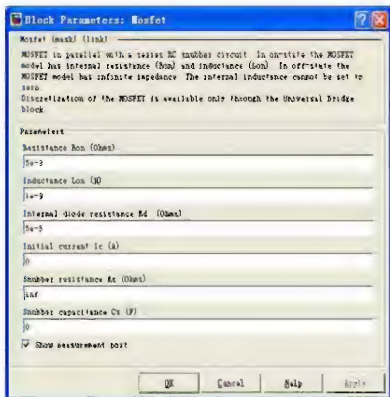 Block Parameters: Mosfet
Mosfet (mask) (link)
MOSFET in parallel with a series RC snubber circuit. In on-state the
MOSFET model has internal resistance (Ron) and inductance (Lon). In off-state the
MOSFET model has infinite impedance. The internal inductance cannot be set to
zero.
Discretization of the MOSFET is available only through the Universal Bridge
block.
Parameters
Resistance Ron (Ohms)
5e-3
Inductance Lon (H)
1e-9
Internal diode resistance Rd (Ohms)
5e-5
Initial current Ic (A)
0
Snubber resistance Rs (Ohms)
inf
Snubber capacitance Cs (F)
0
Show measurement port
OK Cancel Help Apply